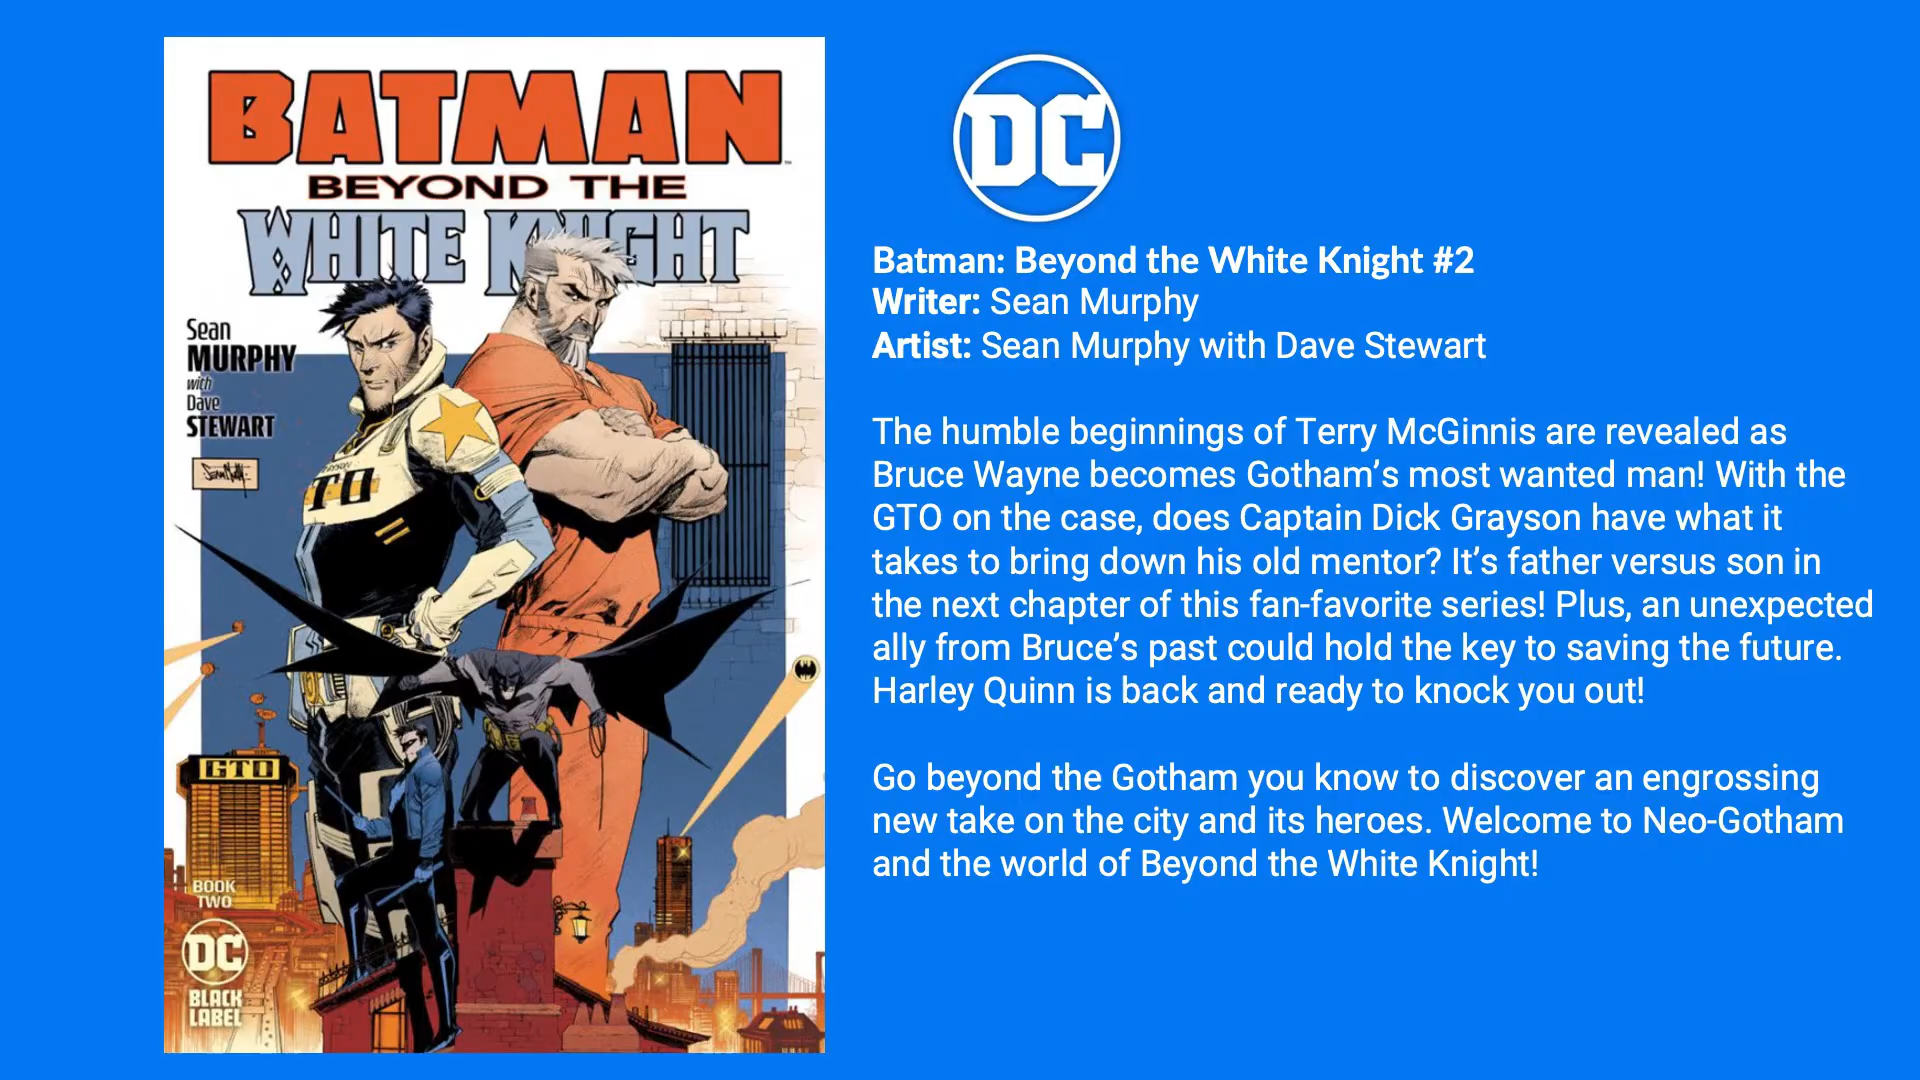 BATMAN
BEYOND THE
WHITE KNIGHT
Sean
MURPHY
with
Dave
STEWART
TO
GTO
BOOK
TWO
DC
BLACK
LABEL
DC
Batman: Beyond the White Knight #2
Writer: Sean Murphy
Artist: Sean Murphy with Dave Stewart
The humble beginnings of Terry McGinnis are revealed as
Bruce Wayne becomes Gotham’s most wanted man! With the
GTO on the case, does Captain Dick Grayson have what it
takes to bring down his old mentor? It’s father versus son in
the next chapter of this fan-favorite series! Plus, an unexpected
ally from Bruce’s past could hold the key to saving the future.
Harley Quinn is back and ready to knock you out!
Go beyond the Gotham you know to discover an engrossing
new take on the city and its heroes. Welcome to Neo-Gotham
and the world of Beyond the White Knight!